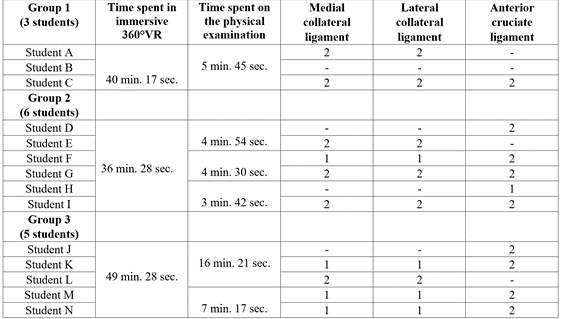 Group 1 (3 students) | Time spent in immersive 360°VR | Time spent on the physical examination | Medial collateral ligament | Lateral collateral ligament | Anterior cruciate ligament
Student A | 40 min. 17 sec. | 5 min. 45 sec. | 2 | 2 | -
Student B | - | - | -
Student C | 2 | 2 | 2
Group 2 (6 students)
Student D | 36 min. 28 sec. | 4 min. 54 sec. | - | - | 2
Student E | 2 | 2 | -
Student F | 4 min. 30 sec. | 1 | 1 | 2
Student G | 2 | 2 | 2
Student H | 3 min. 42 sec. | - | - | 1
Student I | 2 | 2 | 2
Group 3 (5 students)
Student J | 49 min. 28 sec. | 16 min. 21 sec. | - | - | 2
Student K | 1 | 1 | 2
Student L | 2 | 2 | -
Student M | 7 min. 17 sec. | 1 | 1 | 2
Student N | 1 | 1 | 2